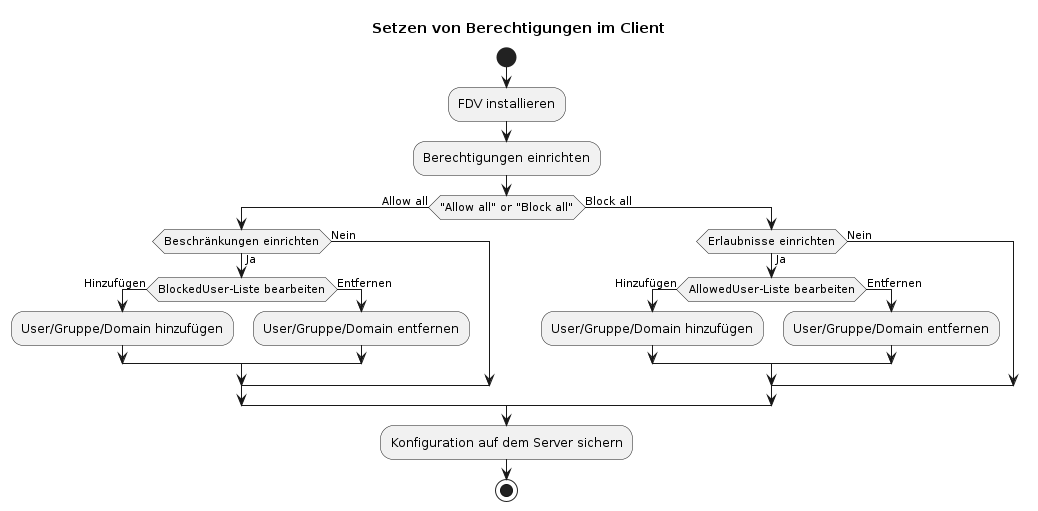 Setzen von Berechtigungen im Client
FDV installieren
Berechtigungen einrichten
Allow all
"Allow all" or "Block all"
Block all
Beschränkungen einrichten
Nein
Ja
Hinzufügen
BlockedUser-Liste bearbeiten
Entfernen
User/Gruppe/Domain hinzufügen
User/Gruppe/Domain entfernen
Erlaubnisse einrichten
Nein
Ja
Hinzufügen
AllowedUser-Liste bearbeiten
Entfernen
User/Gruppe/Domain hinzufügen
User/Gruppe/Domain entfernen
Konfiguration auf dem Server sichern